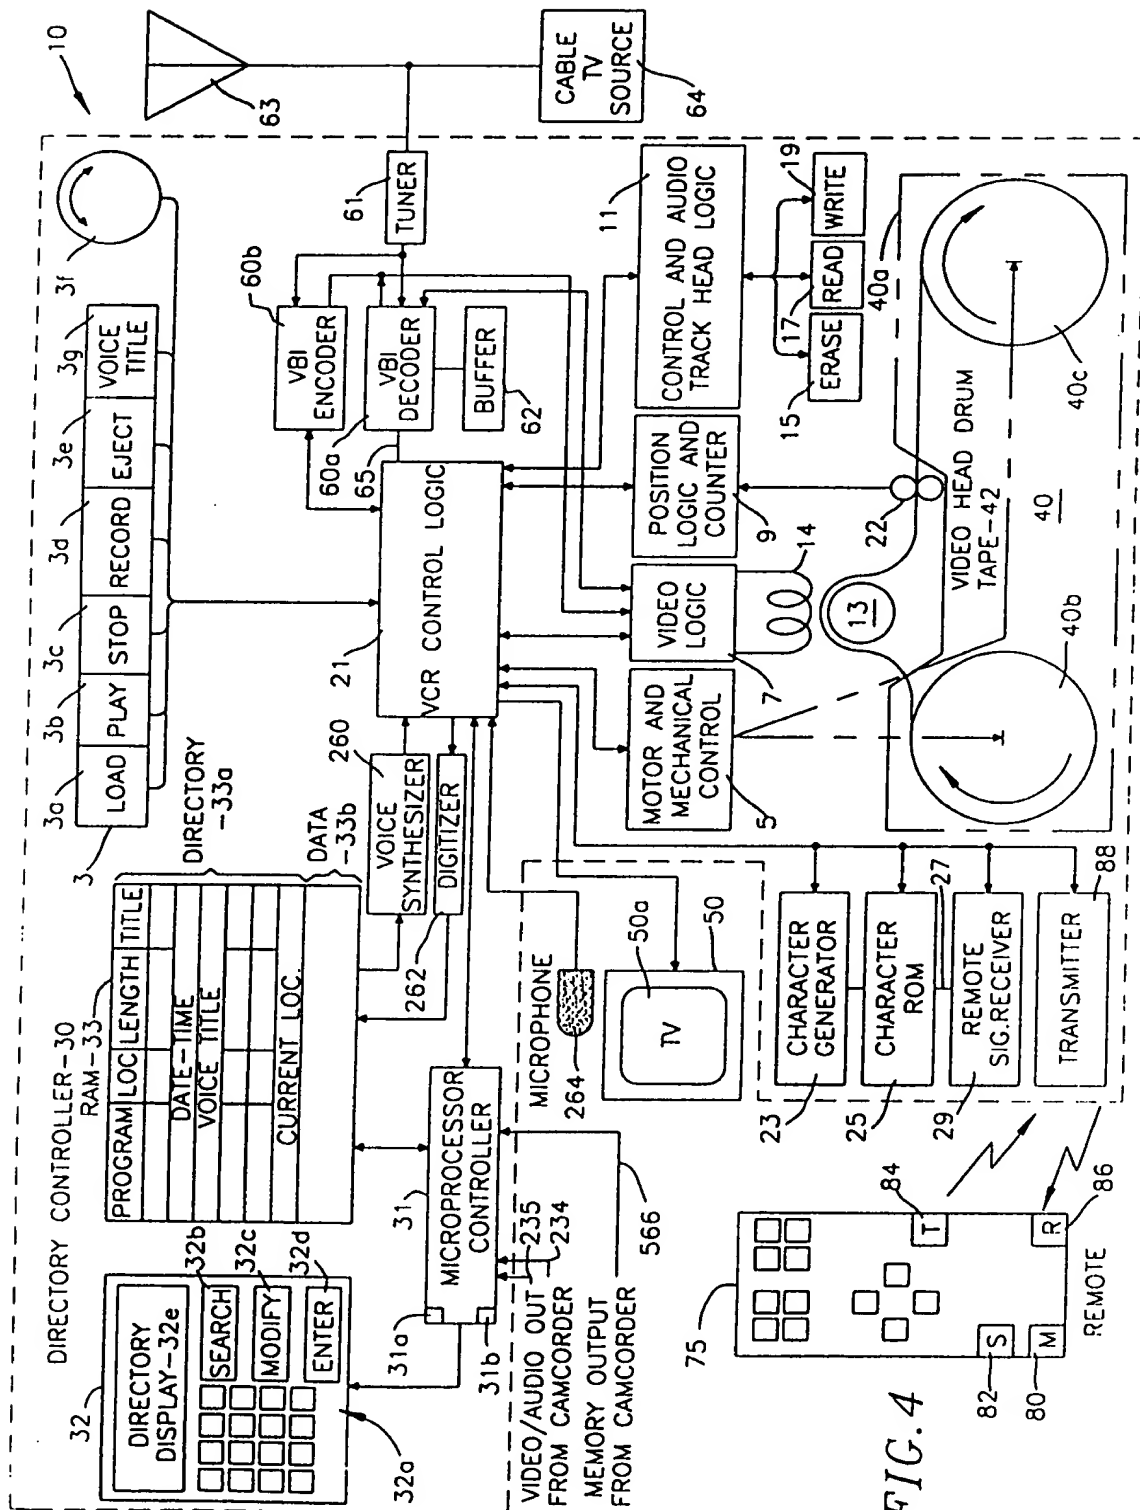 DIRECTORY CONTROLLER-30
32
DIRECTORY
DISPLAY-32e
SEARCH
MODIFY
ENTER
32b
32c
32d
32a
RAM-33
PROGRAM LOC LENGTH TITLE
DATE-TIME
VOICE TITLE
CURRENT LOC.
DIRECTORY
-33a
DATA
-33b
3
3a
3b
3c
3d
3e
3g
3f
LOAD PLAY STOP RECORD EJECT VOICE
TITLE
10
63
CABLE
TV
SOURCE
64
61
TUNER
60b
VBI
ENCODER
60a
VBI
DECODER
65
BUFFER
62
21
VCR CONTROL LOGIC
260
VOICE
SYNTHESIZER
DIGITIZER
262
31
MICROPROCESSOR
CONTROLLER
31a
31b
VIDEO/AUDIO OUT
FROM CAMCORDER
235
234
MEMORY OUTPUT
FROM CAMCORDER
566
MICROPHONE
264
TV
50a
50
MOTOR AND
MECHANICAL
CONTROL
5
VIDEO
LOGIC
7
14
POSITION
LOGIC AND
COUNTER
9
11
CONTROL AND AUDIO
TRACK HEAD LOGIC
15
ERASE
17
READ
19
WRITE
13
22
40a
VIDEO HEAD DRUM
TAPE-42
40
40b
40c
CHARACTER
GENERATOR
23
CHARACTER
ROM
25
27
REMOTE
SIG.RECEIVER
29
TRANSMITTER
88
75
84
T
R
86
S
82
M
80
REMOTE
FIG.4